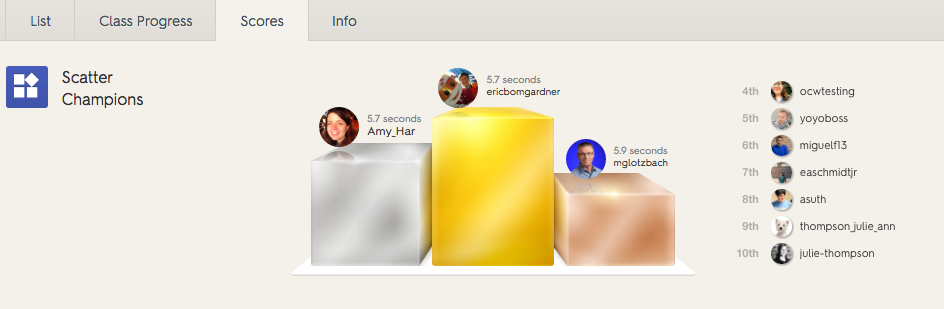 List
Class Progress
Scores
Info
Scatter
Champions
5.7 seconds
ericbomgardner
5.7 seconds
Amy_Har
5.9 seconds
mglotzbach
4th ocwtesting
5th yoyoboss
6th miguelf13
7th easchmidtjr
8th asuth
9th thompson_julie_ann
10th julie-thompson